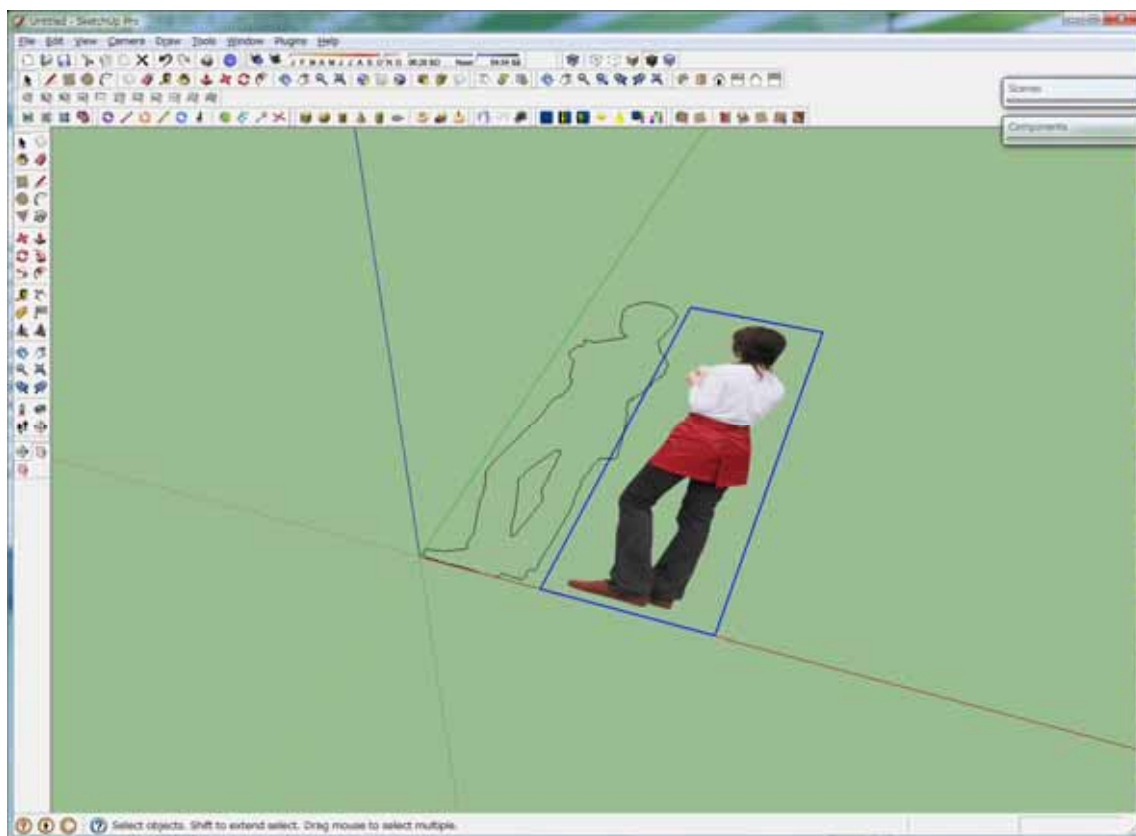 Untitled - SketchUp Pro
File Edit View Camera Draw Tools Window Plugins Help
J F M A M J J A S O N D Noon
Scenes
Components
Select objects. Shift to extend select. Drag mouse to select multiple.